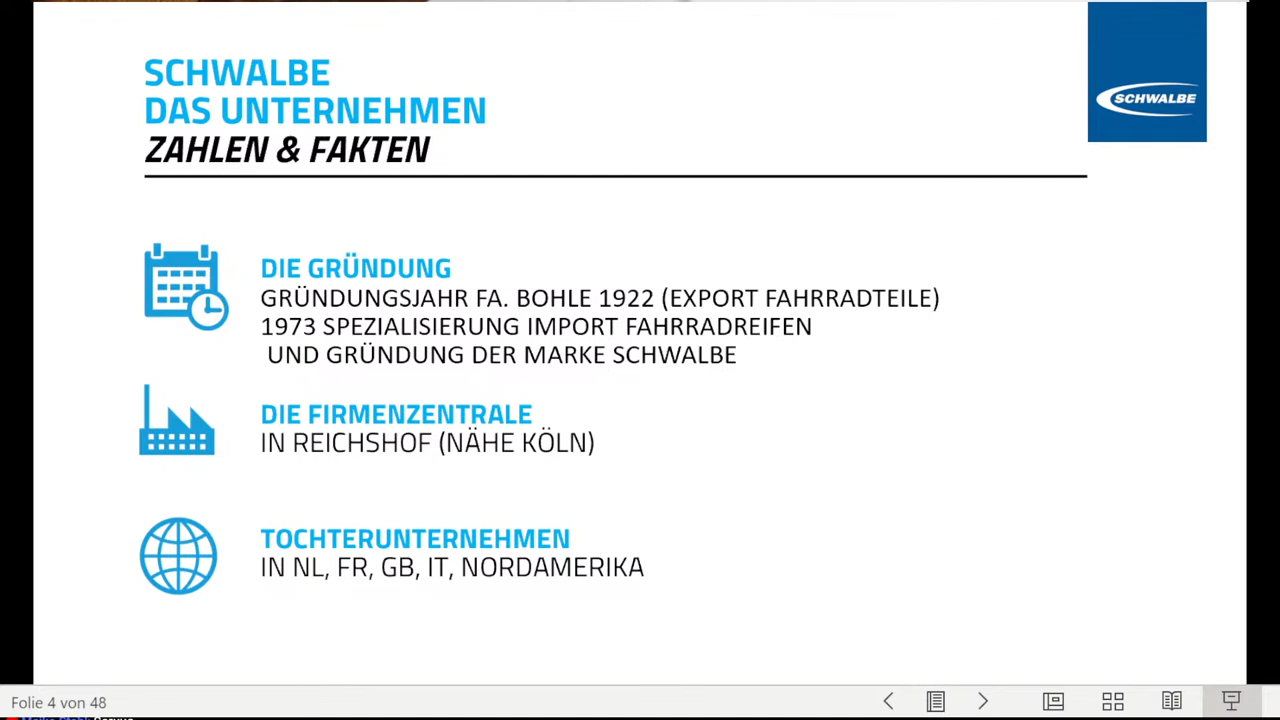 SCHWALBE
DAS UNTERNEHMEN
ZAHLEN & FAKTEN
SCHWALBE
DIE GRÜNDUNG
GRÜNDUNGSJAHR FA. BOHLE 1922 (EXPORT FAHRRADTEILE)
1973 SPEZIALISIERUNG IMPORT FAHRRADREIFEN
UND GRÜNDUNG DER MARKE SCHWALBE
DIE FIRMENZENTRALE
IN REICHSHOF (NÄHE KÖLN)
TOCHTERUNTERNEHMEN
IN NL, FR, GB, IT, NORDAMERIKA
Folie 4 von 48